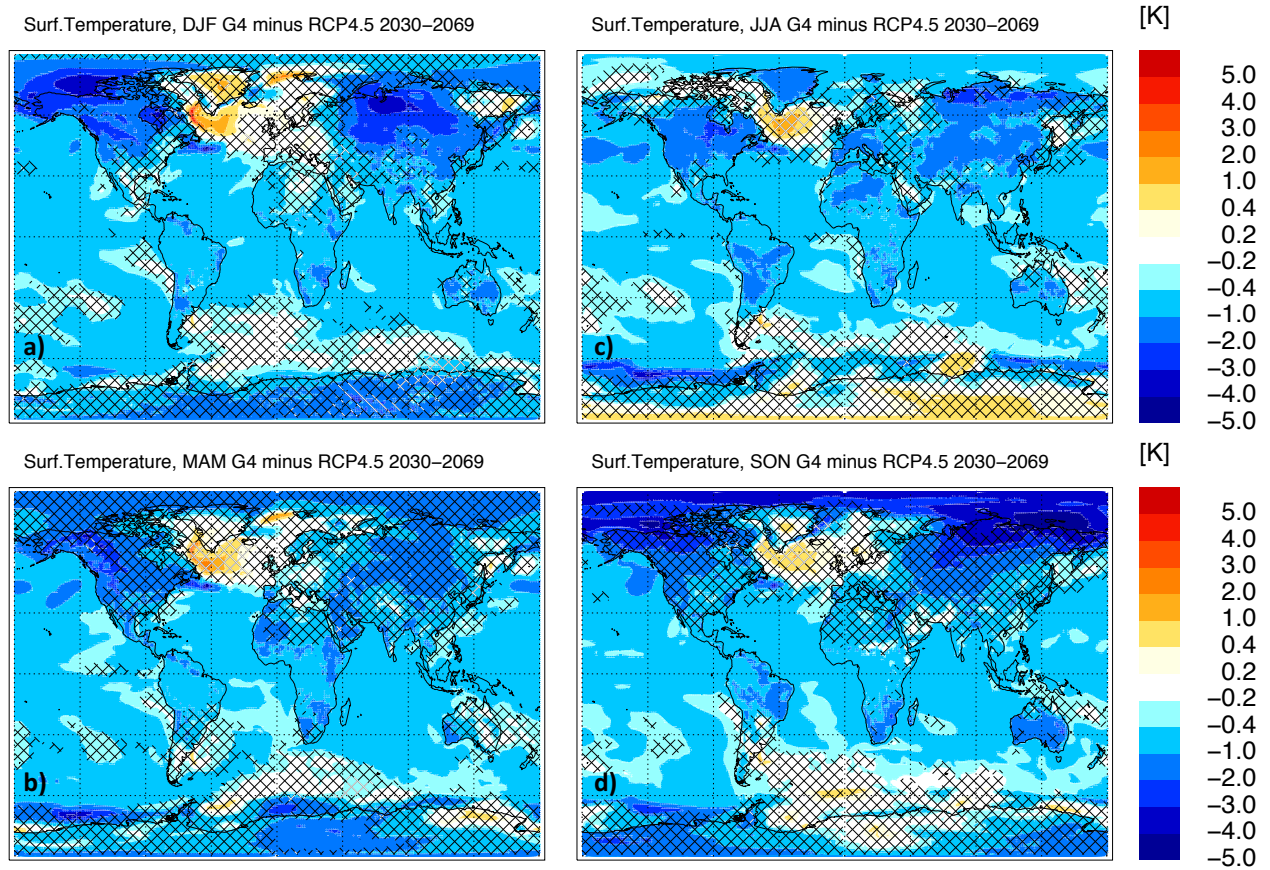 Surf.Temperature, DJF G4 minus RCP4.5 2030−2069
a)
Surf.Temperature, JJA G4 minus RCP4.5 2030−2069
c)
[K]
5.0
4.0
3.0
2.0
1.0
0.4
0.2
−0.2
−0.4
−1.0
−2.0
−3.0
−4.0
−5.0
Surf.Temperature, MAM G4 minus RCP4.5 2030−2069
b)
Surf.Temperature, SON G4 minus RCP4.5 2030−2069
d)
[K]
5.0
4.0
3.0
2.0
1.0
0.4
0.2
−0.2
−0.4
−1.0
−2.0
−3.0
−4.0
−5.0